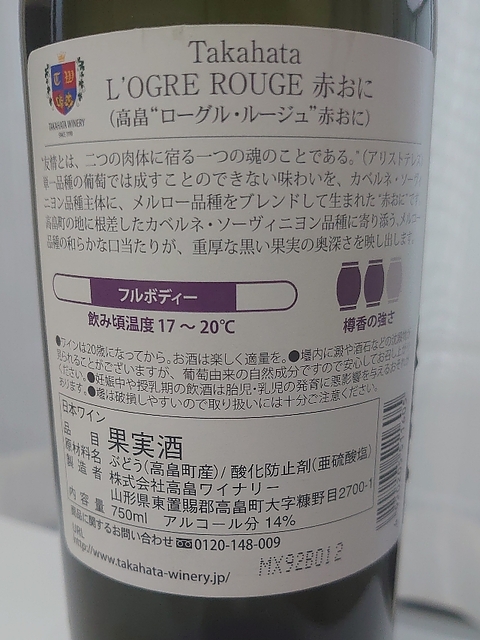 Takahata
L'OGRE ROUGE 赤おに
(高畠“ローグル・ルージュ”赤おに)
TAKAHATA WINERY
SINCE 1990
“友情とは、二つの肉体に宿る一つの魂のことである。”(アリストテレス
単一品種の葡萄では成すことのできない味わいを、カベルネ・ソーヴィ
ニヨン品種主体に、メルロー品種をブレンドして生まれた“赤おに”です
高畠町の地に根差したカベルネ・ソーヴィニヨン品種に寄り添う、メルロー
品種の和らかな口当たりが、重厚な黒い果実の奥深さを映し出します。
フルボディー
飲み頃温度 17 ～ 20℃
樽香の強さ
●ワインは20歳になってから。お酒は楽しく適量を。●壜内に澱や酒石などの沈殿物が
見られることがございますが、葡萄由来の自然成分ですので安心してお召し上がり
ください。●妊娠中や授乳期の飲酒は胎児・乳児の発育に悪影響を与えるおそれが
あります。●壜は破損しやすいので取り扱いには十分ご注意ください。
日本ワイン
品目 果実酒
原材料名 ぶどう(高畠町産)/ 酸化防止剤(亜硫酸塩)
製造者 株式会社高畠ワイナリー
山形県東置賜郡高畠町大字糠野目2700-1
内容量 750ml アルコール分 14%
商品に関するお問い合わせ 0120-148-009
URL http://www.takahata-winery.jp/
MX92B012